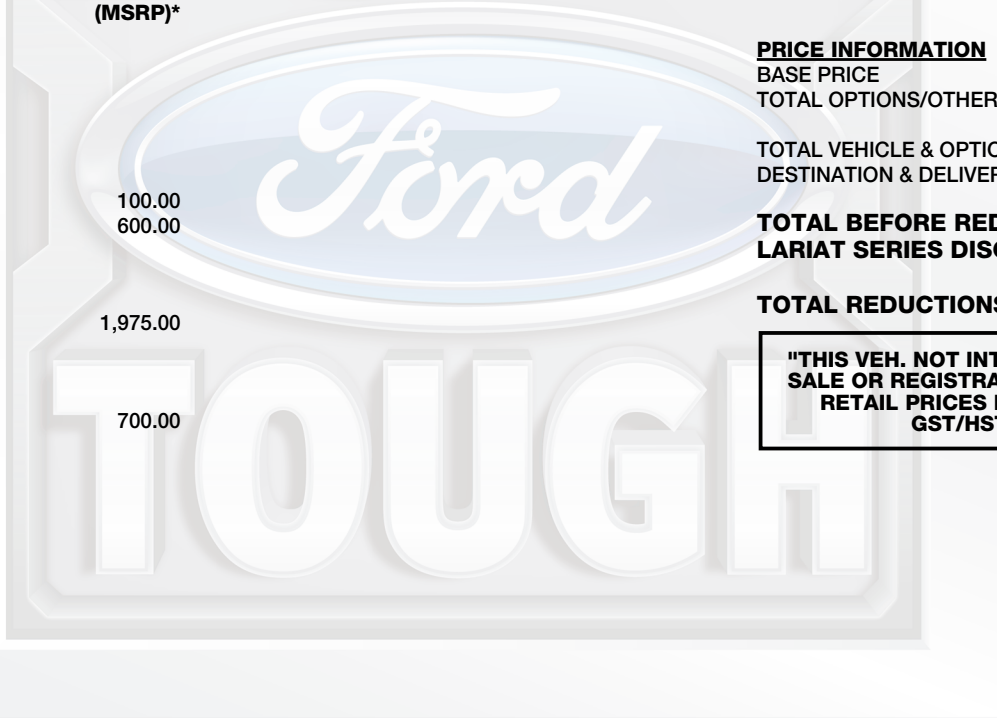 (MSRP)*
PRICE INFORMATION
BASE PRICE
TOTAL OPTIONS/OTHER
TOTAL VEHICLE & OPTIO
DESTINATION & DELIVER
100.00
600.00
TOTAL BEFORE RED
LARIAT SERIES DISC
TOTAL REDUCTIONS
1,975.00
"THIS VEH. NOT INT
SALE OR REGISTRA
RETAIL PRICES I
GST/HST
700.00
Ford
TOUGH